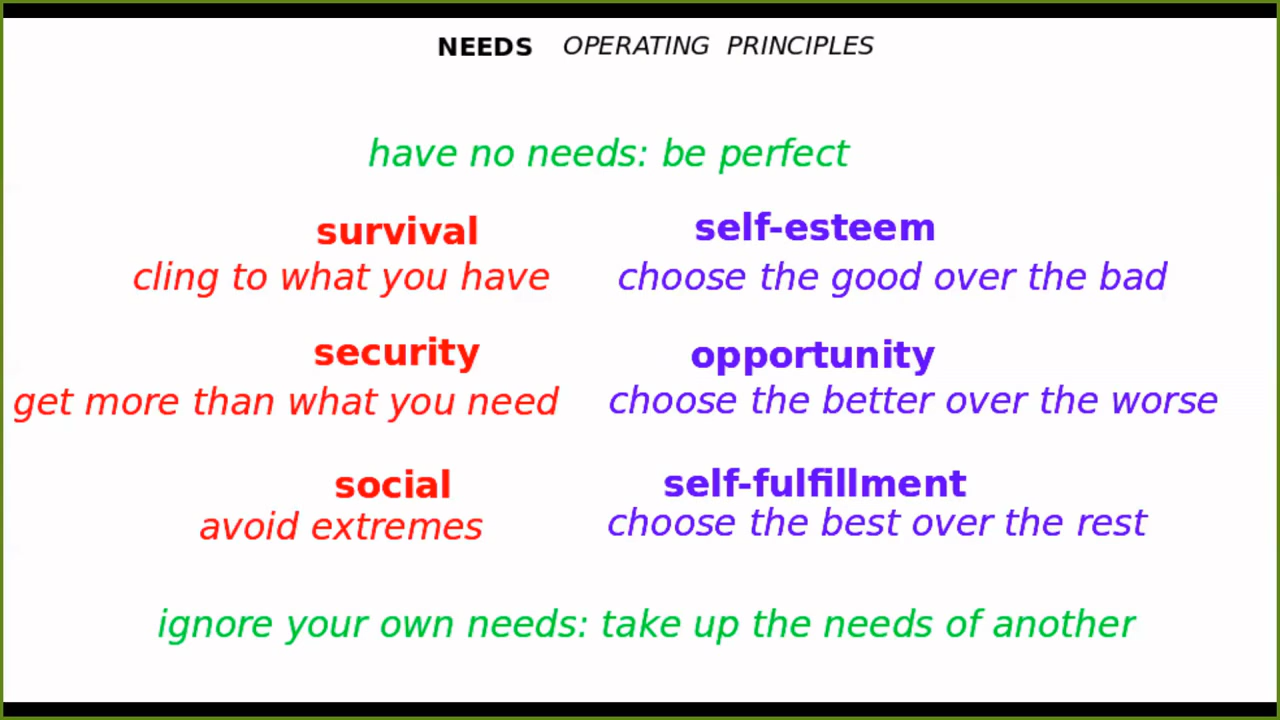 NEEDS OPERATING PRINCIPLES
have no needs: be perfect
survival
cling to what you have
self-esteem
choose the good over the bad
security
get more than what you need
opportunity
choose the better over the worse
social
avoid extremes
self-fulfillment
choose the best over the rest
ignore your own needs: take up the needs of another